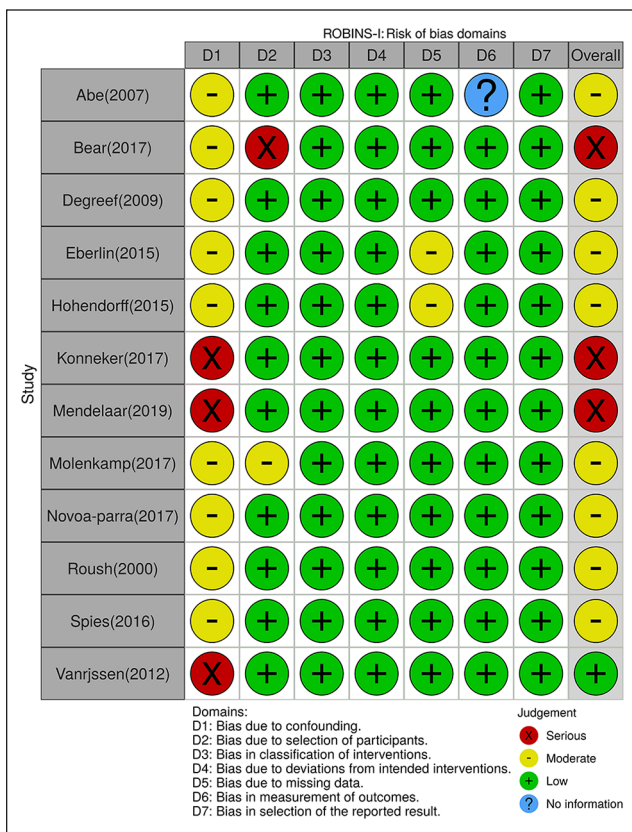 ROBINS-I: Risk of bias domains
D1 D2 D3 D4 D5 D6 D7 Overall
Study
Abe(2007) - + + + + ? + -
Bear(2017) - X + + + + + X
Degreef(2009) - + + + + + + -
Eberlin(2015) - + + + - + + -
Hohendorff(2015) - + + + - + + -
Konneker(2017) X + + + + + + X
Mendelaar(2019) X + + + + + + X
Molenkamp(2017) - - + + + + + -
Novoa-parra(2017) - + + + + + + -
Roush(2000) - + + + + + + -
Spies(2016) - + + + + + + -
Vanrjssen(2012) X + + + + + + +
Domains:
D1: Bias due to confounding.
D2: Bias due to selection of participants.
D3: Bias in classification of interventions.
D4: Bias due to deviations from intended interventions.
D5: Bias due to missing data.
D6: Bias in measurement of outcomes.
D7: Bias in selection of the reported result.
Judgement
X Serious
- Moderate
+ Low
? No information